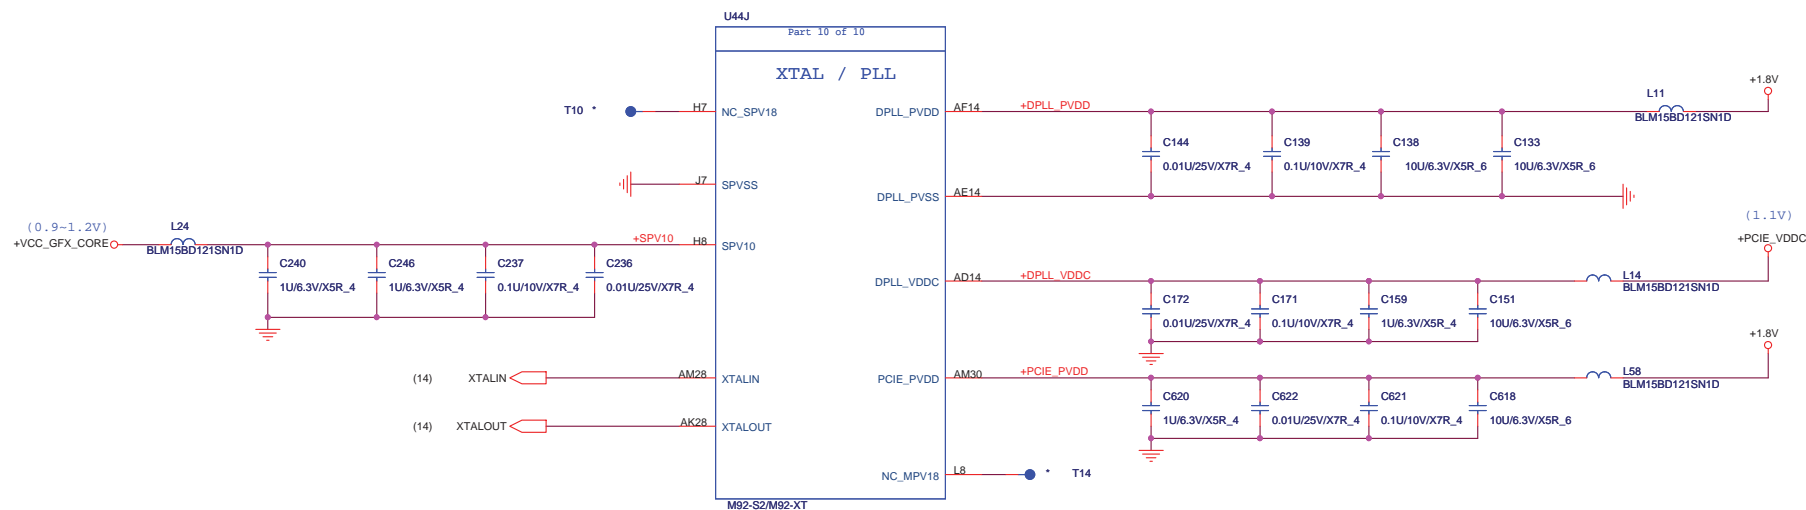 U44J
Part 10 of 10
XTAL / PLL
T10 *
H7
NC_SPV18
J7
SPVSS
(0.9~1.2V)
+VCC_GFX_CORE
L24
BLM15BD121SN1D
+SPV10
H8
SPV10
C240
1U/6.3V/X5R_4
C246
1U/6.3V/X5R_4
C237
0.1U/10V/X7R_4
C236
0.01U/25V/X7R_4
(14)
XTALIN
AM28
XTALIN
(14)
XTALOUT
AK28
XTALOUT
DPLL_PVDD
AF14
+DPLL_PVDD
L11
BLM15BD121SN1D
+1.8V
C144
0.01U/25V/X7R_4
C139
0.1U/10V/X7R_4
C138
10U/6.3V/X5R_6
C133
10U/6.3V/X5R_6
DPLL_PVSS
AE14
(1.1V)
+PCIE_VDDC
DPLL_VDDC
AD14
+DPLL_VDDC
L14
BLM15BD121SN1D
C172
0.01U/25V/X7R_4
C171
0.1U/10V/X7R_4
C159
1U/6.3V/X5R_4
C151
10U/6.3V/X5R_6
+1.8V
PCIE_PVDD
AM30
+PCIE_PVDD
L58
BLM15BD121SN1D
C620
1U/6.3V/X5R_4
C622
0.01U/25V/X7R_4
C621
0.1U/10V/X7R_4
C618
10U/6.3V/X5R_6
NC_MPV18
L8
* T14
M92-S2/M92-XT